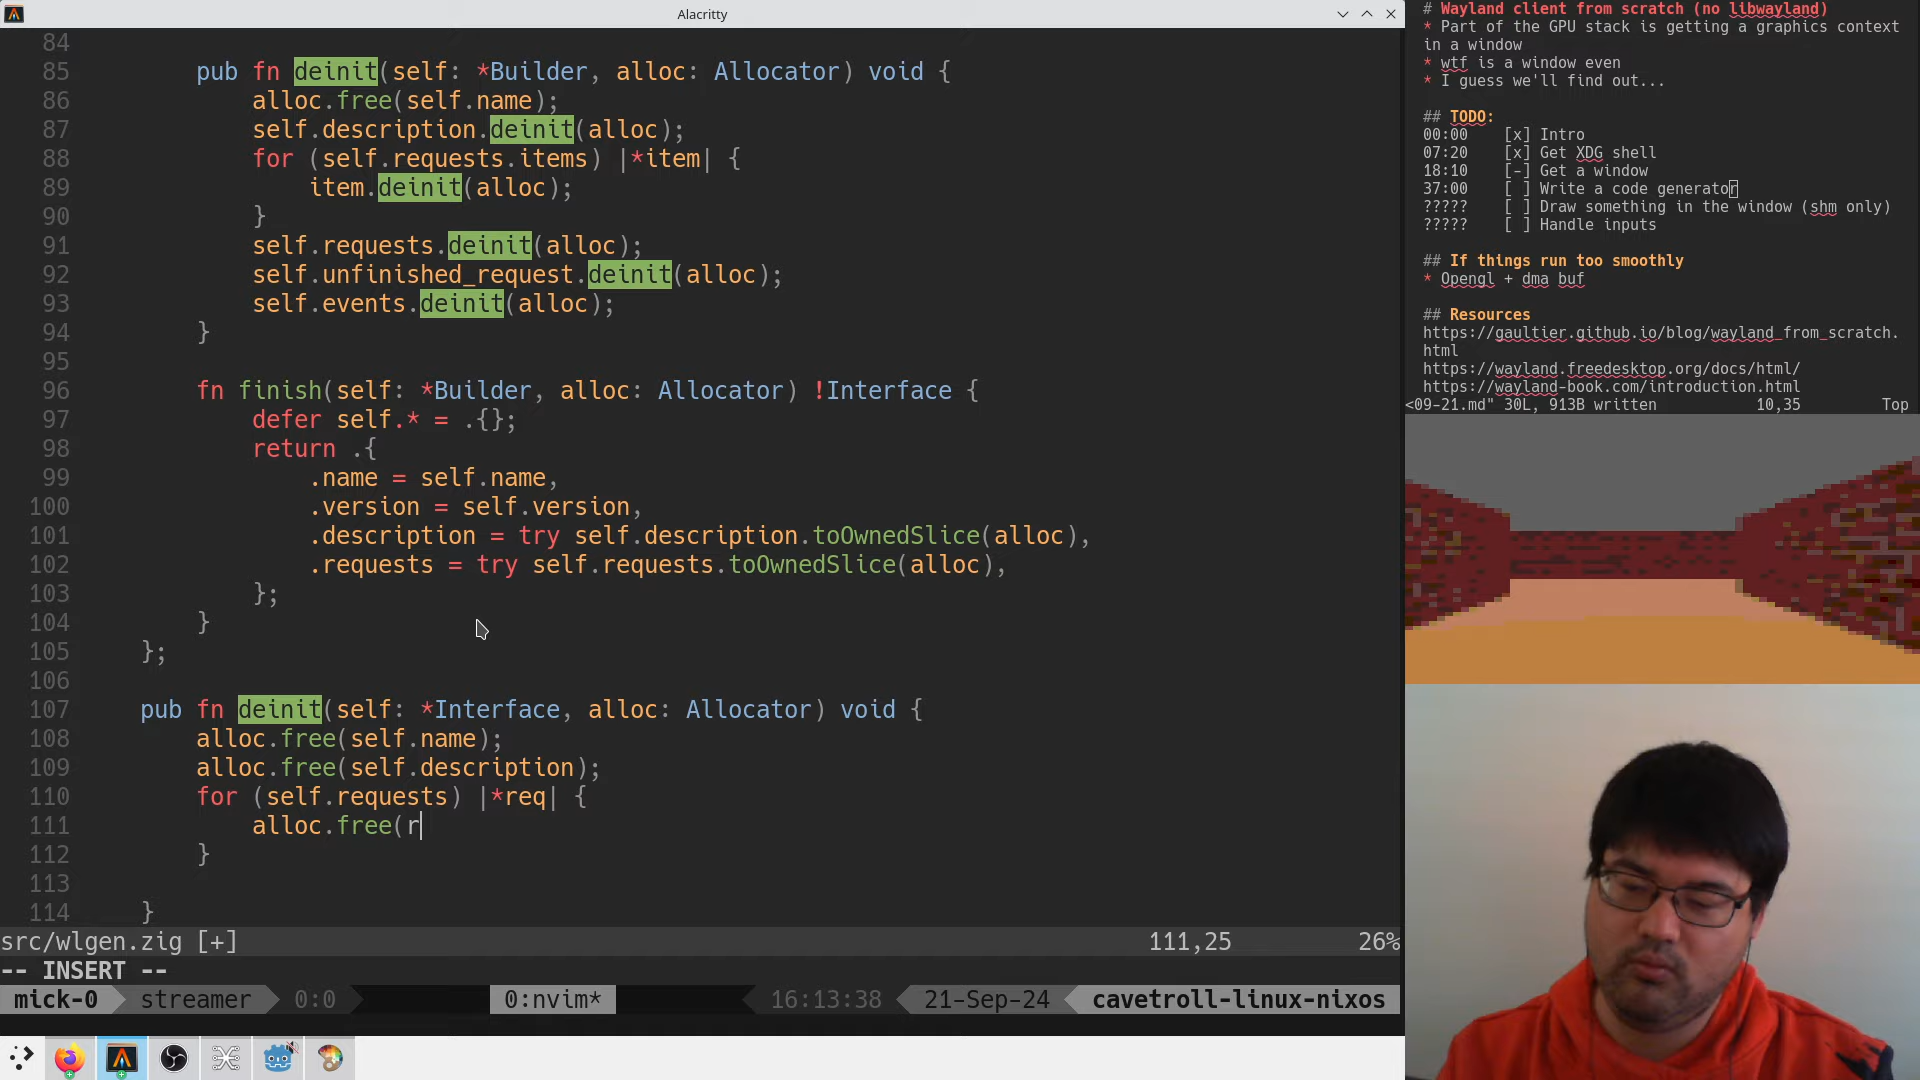 Alacritty
84
85 pub fn deinit(self: *Builder, alloc: Allocator) void {
86 alloc.free(self.name);
87 self.description.deinit(alloc);
88 for (self.requests.items) |*item| {
89 item.deinit(alloc);
90 }
91 self.requests.deinit(alloc);
92 self.unfinished_request.deinit(alloc);
93 self.events.deinit(alloc);
94 }
95
96 fn finish(self: *Builder, alloc: Allocator) !Interface {
97 defer self.* = .{};
98 return .{
99 .name = self.name,
100 .version = self.version,
101 .description = try self.description.toOwnedSlice(alloc),
102 .requests = try self.requests.toOwnedSlice(alloc),
103 };
104 }
105 };
106
107 pub fn deinit(self: *Interface, alloc: Allocator) void {
108 alloc.free(self.name);
109 alloc.free(self.description);
110 for (self.requests) |*req| {
111 alloc.free(r
112 }
113
114 }
src/wlgen.zig [+] 111,25 26%
-- INSERT --
mick-0 streamer 0:0 0:nvim* 16:13:38 21-Sep-24 cavetroll-linux-nixos
# Wayland client from scratch (no libwayland)
* Part of the GPU stack is getting a graphics context
in a window
* wtf is a window even
* I guess we'll find out...
## TODO:
00:00 [x] Intro
07:20 [x] Get XDG shell
18:10 [-] Get a window
37:00 [ ] Write a code generator
????? [ ] Draw something in the window (shm only)
????? [ ] Handle inputs
## If things run too smoothly
* Opengl + dma buf
## Resources
https://gaultier.github.io/blog/wayland_from_scratch.
html
https://wayland.freedesktop.org/docs/html/
https://wayland-book.com/introduction.html
<09-21.md" 30L, 913B written 10,35 Top